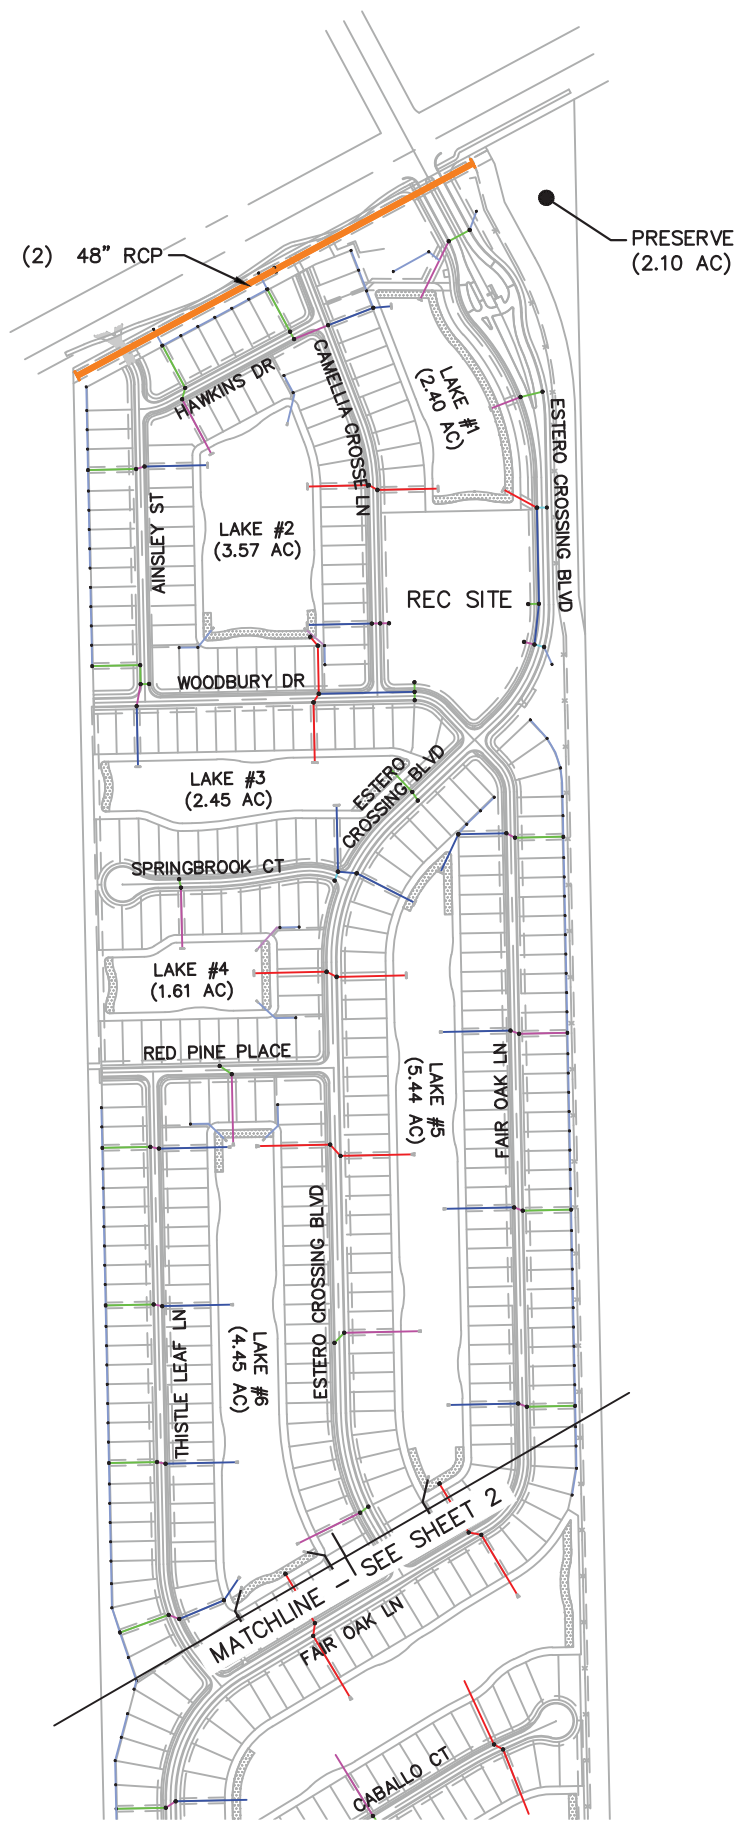 PRESERVE
(2.10 AC)
(2) 48" RCP
HAWKINS DR
CAMELLIA CROSSE LN
LAKE #1
(2.40 AC)
ESTERO CROSSING BLVD
AINSLEY ST
LAKE #2
(3.57 AC)
REC SITE
WOODBURY DR
LAKE #3
(2.45 AC)
ESTERO
CROSSING BLVD
SPRINGBROOK CT
LAKE #4
(1.61 AC)
RED PINE PLACE
LAKE #5
(5.44 AC)
FAIR OAK LN
ESTERO CROSSING BLVD
THISTLE LEAF LN
LAKE #6
(4.45 AC)
MATCHLINE - SEE SHEET 2
FAIR OAK LN
CABALLO CT